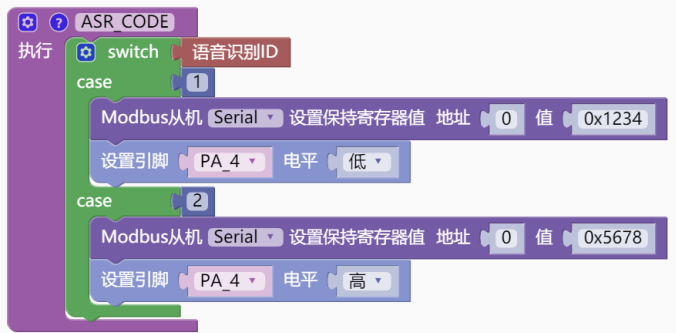 ASR_CODE
执行 switch 语音识别ID
case 1
Modbus从机 Serial 设置保持寄存器值 地址 0 值 0x1234
设置引脚 PA_4 电平 低
case 2
Modbus从机 Serial 设置保持寄存器值 地址 0 值 0x5678
设置引脚 PA_4 电平 高